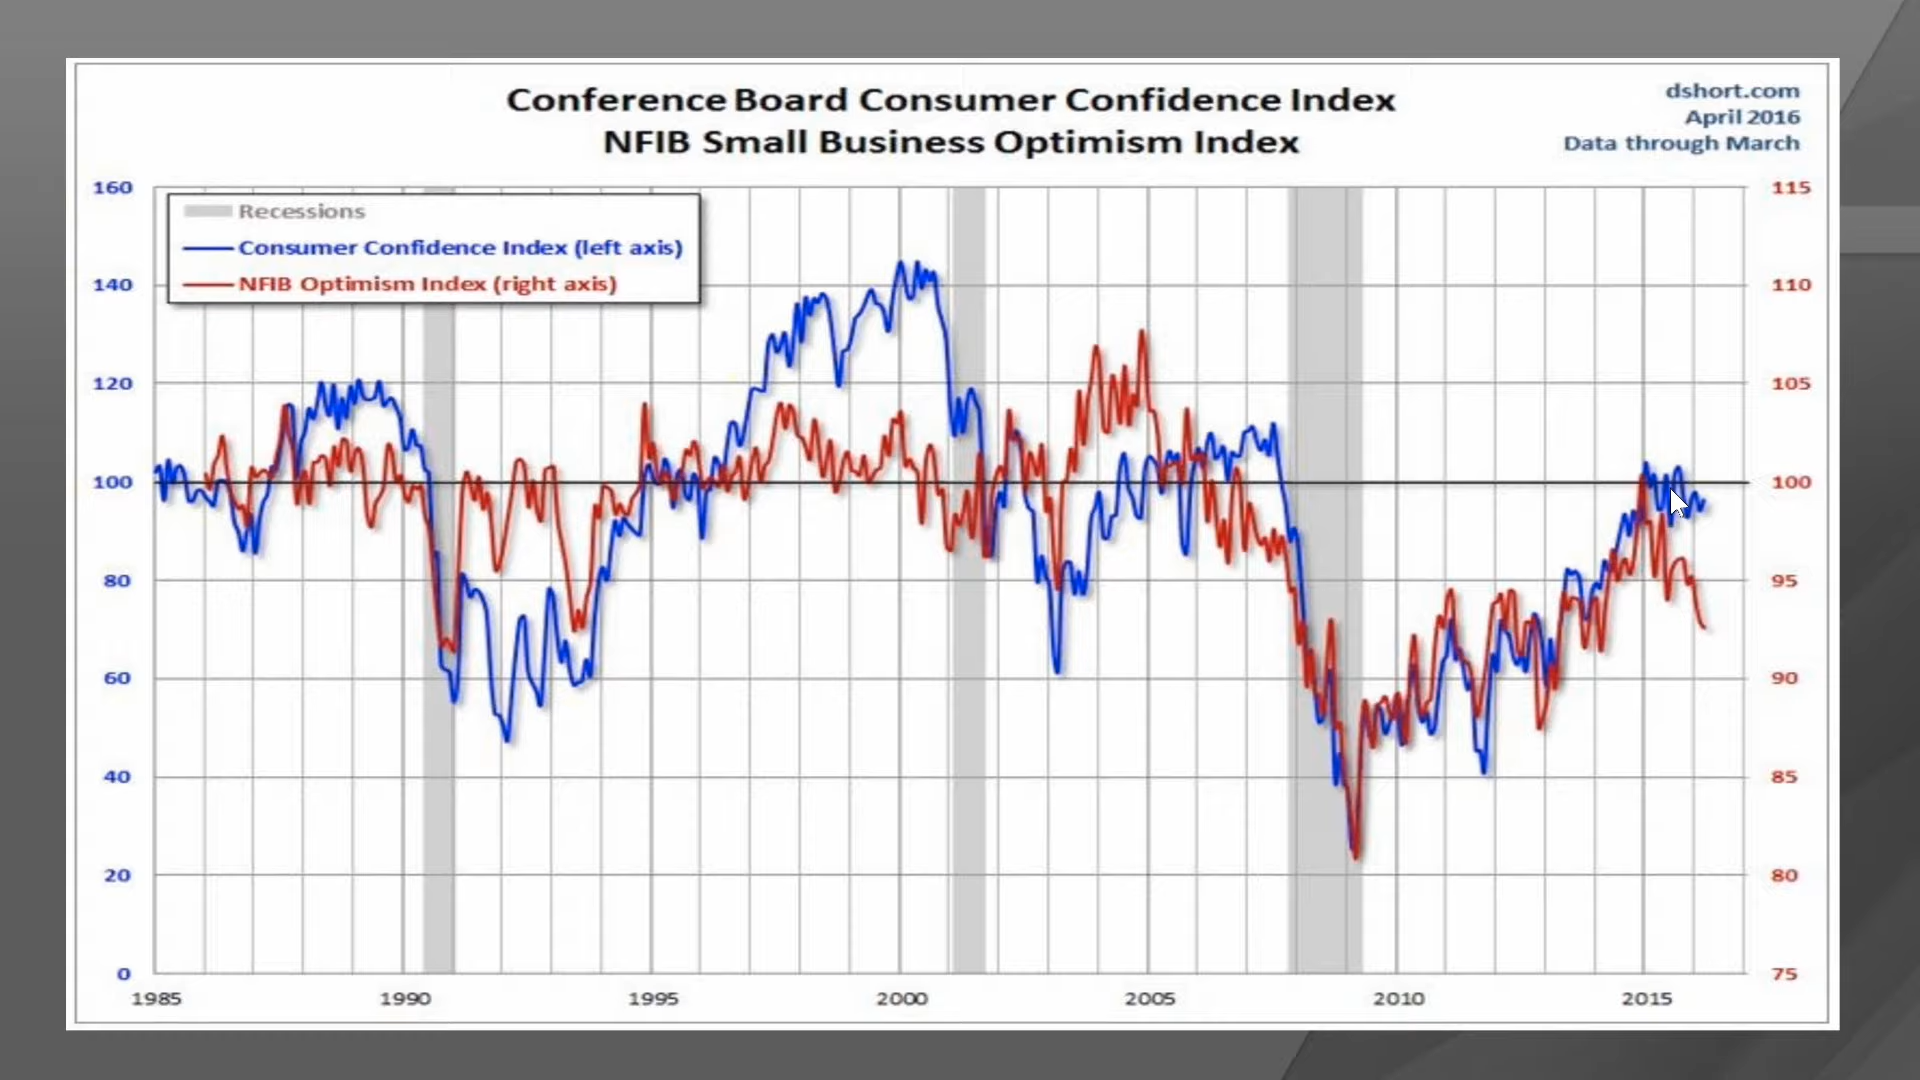 Conference Board Consumer Confidence Index
NFIB Small Business Optimism Index
dshort.com
April 2016
Data through March
Recessions
Consumer Confidence Index (left axis)
NFIB Optimism Index (right axis)
160
140
120
100
80
60
40
20
0
115
110
105
100
95
90
85
80
75
1985 1990 1995 2000 2005 2010 2015